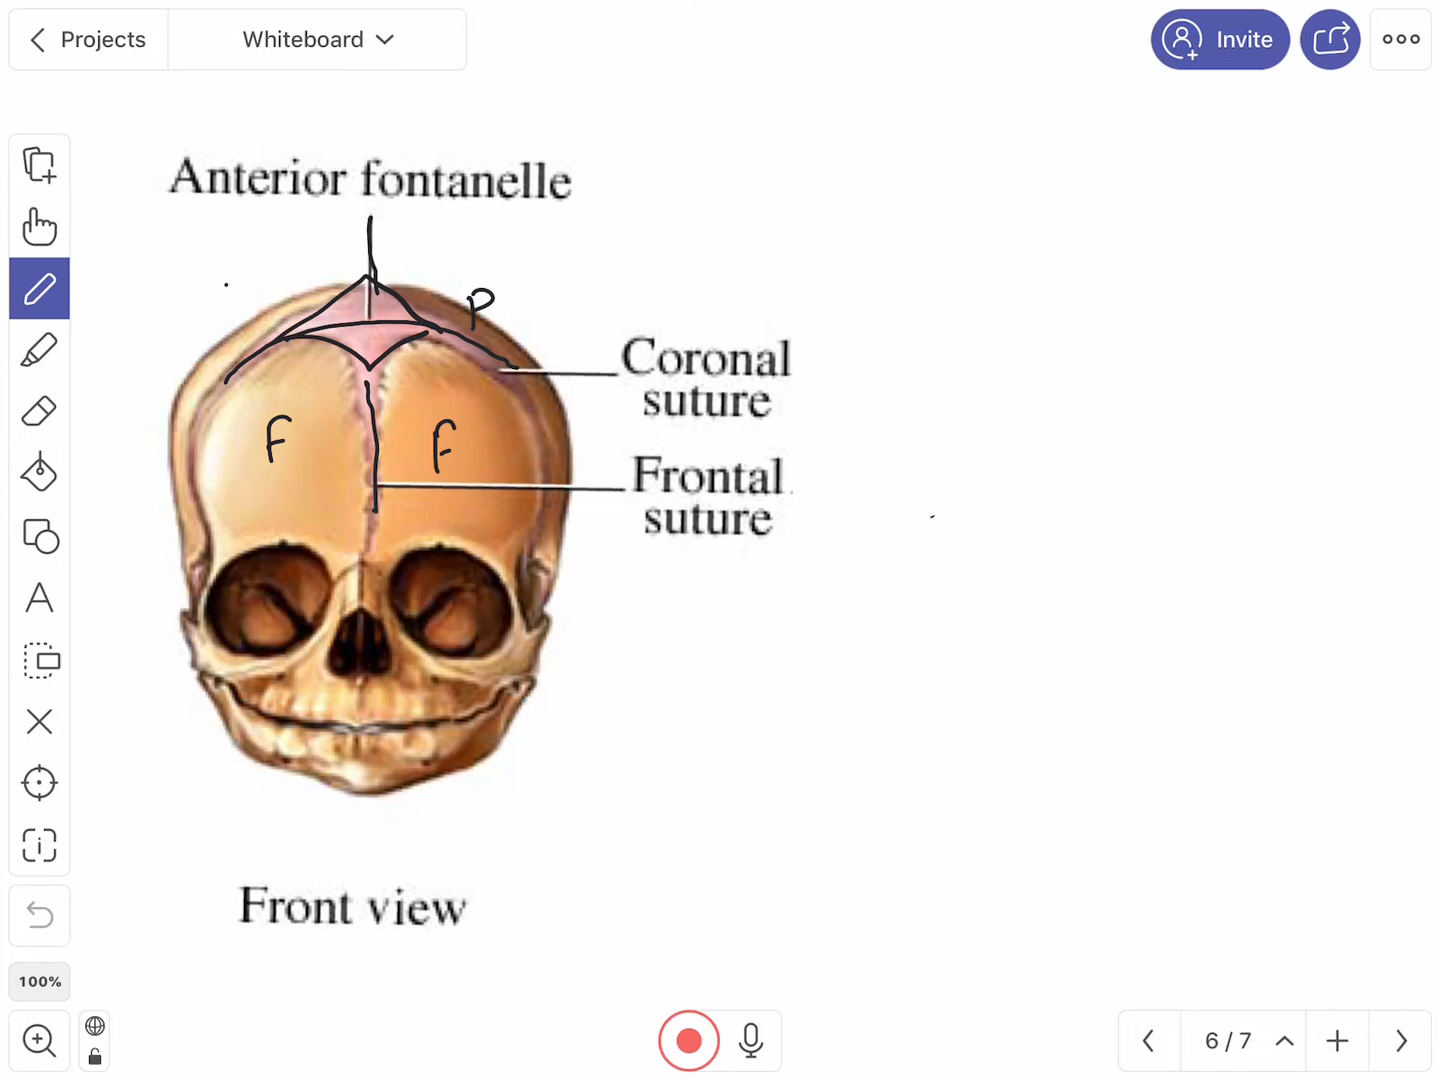 Projects
Whiteboard
Invite
Anterior fontanelle
P
Coronal
suture
F
F
Frontal
suture
Front view
100%
6 / 7